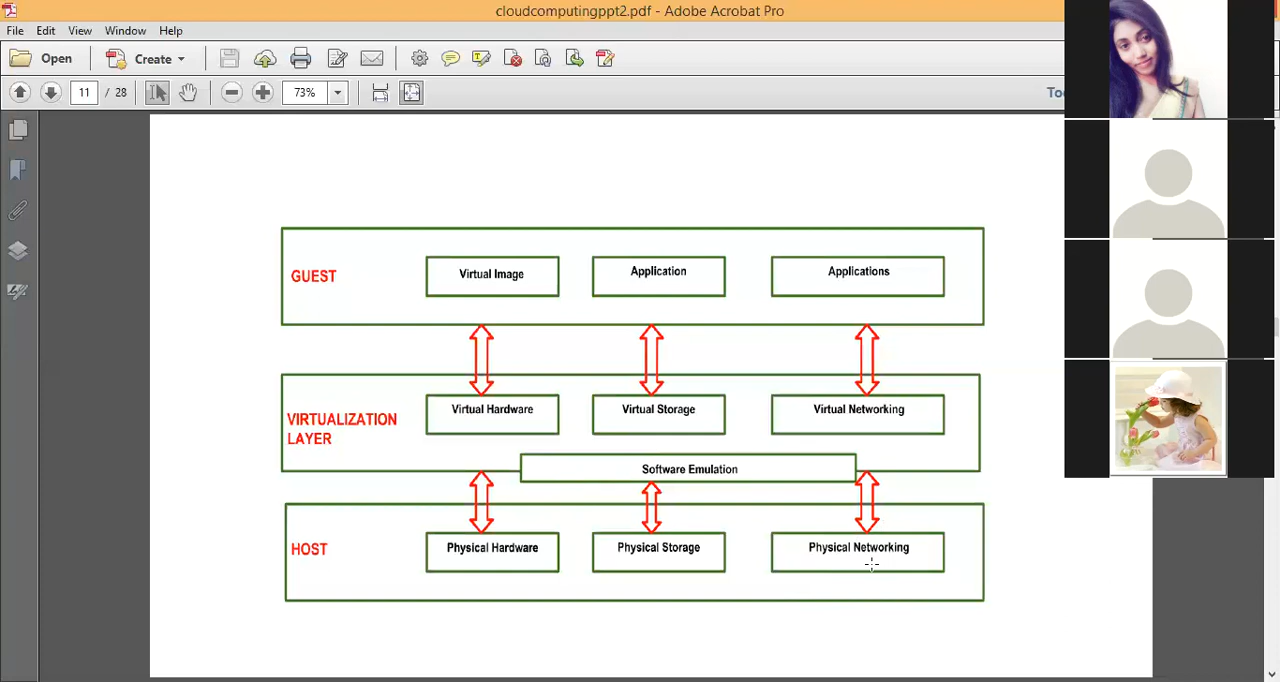 cloudcomputingppt2.pdf - Adobe Acrobat Pro
File Edit View Window Help
Open Create
11 / 28 73%
GUEST
Virtual Image
Application
Applications
VIRTUALIZATION
LAYER
Virtual Hardware
Virtual Storage
Virtual Networking
Software Emulation
HOST
Physical Hardware
Physical Storage
Physical Networking